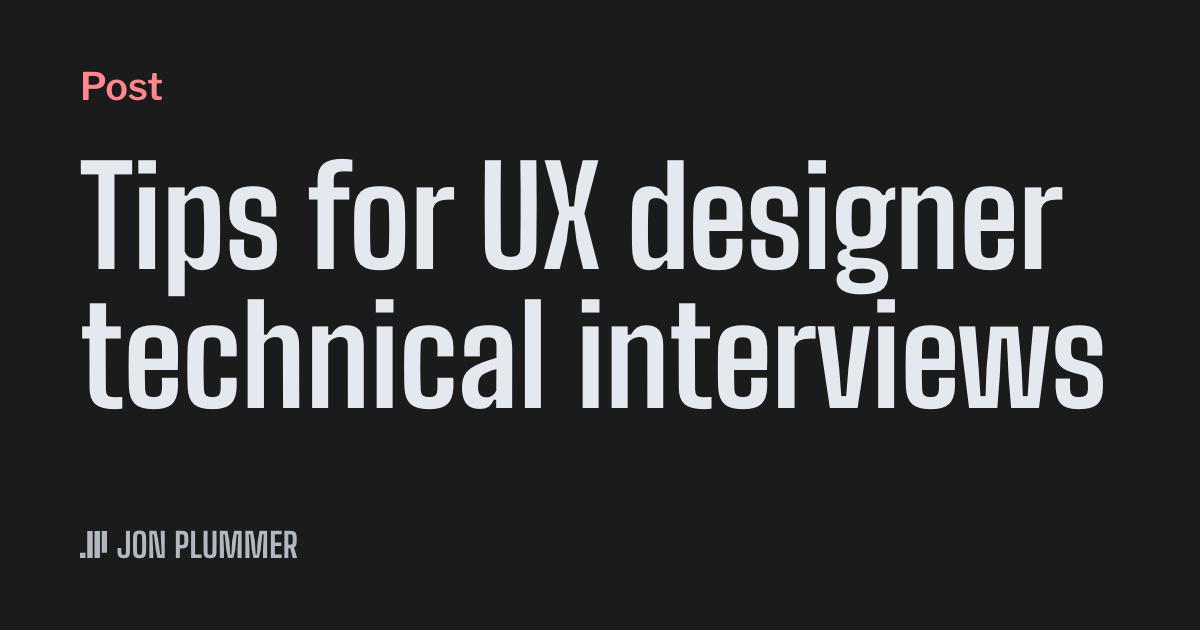 Post
Tips for UX designer
technical interviews
JON PLUMMER